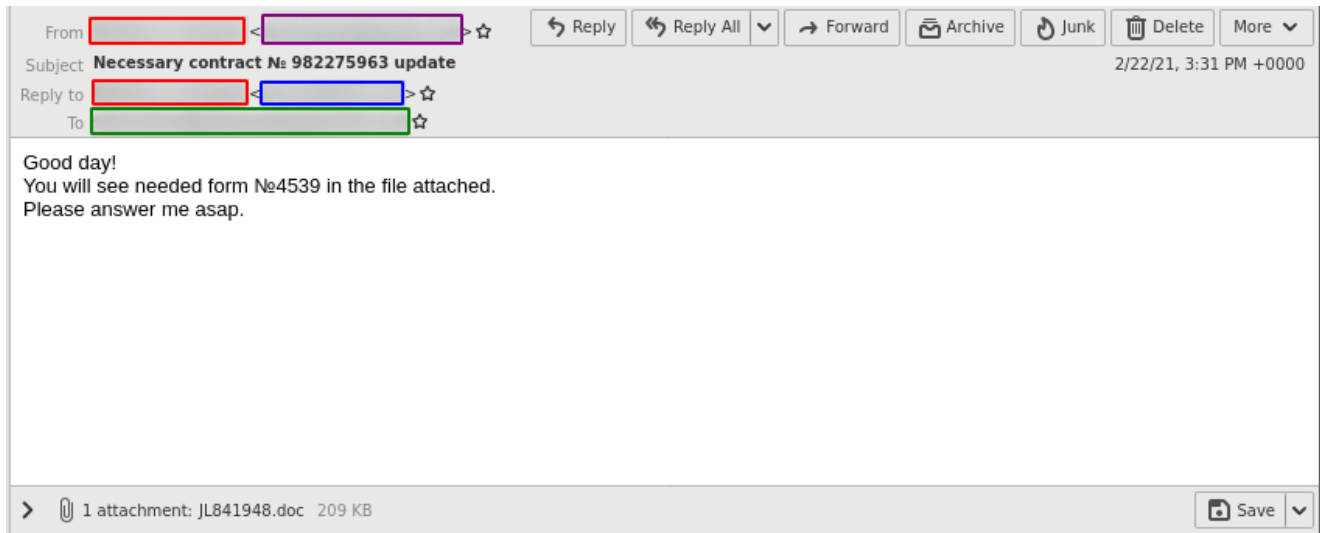 From < > Reply Reply All Forward Archive Junk Delete More
Subject Necessary contract № 982275963 update 2/22/21, 3:31 PM +0000
Reply to < >
To
Good day!
You will see needed form №4539 in the file attached.
Please answer me asap.
1 attachment: JL841948.doc 209 KB Save